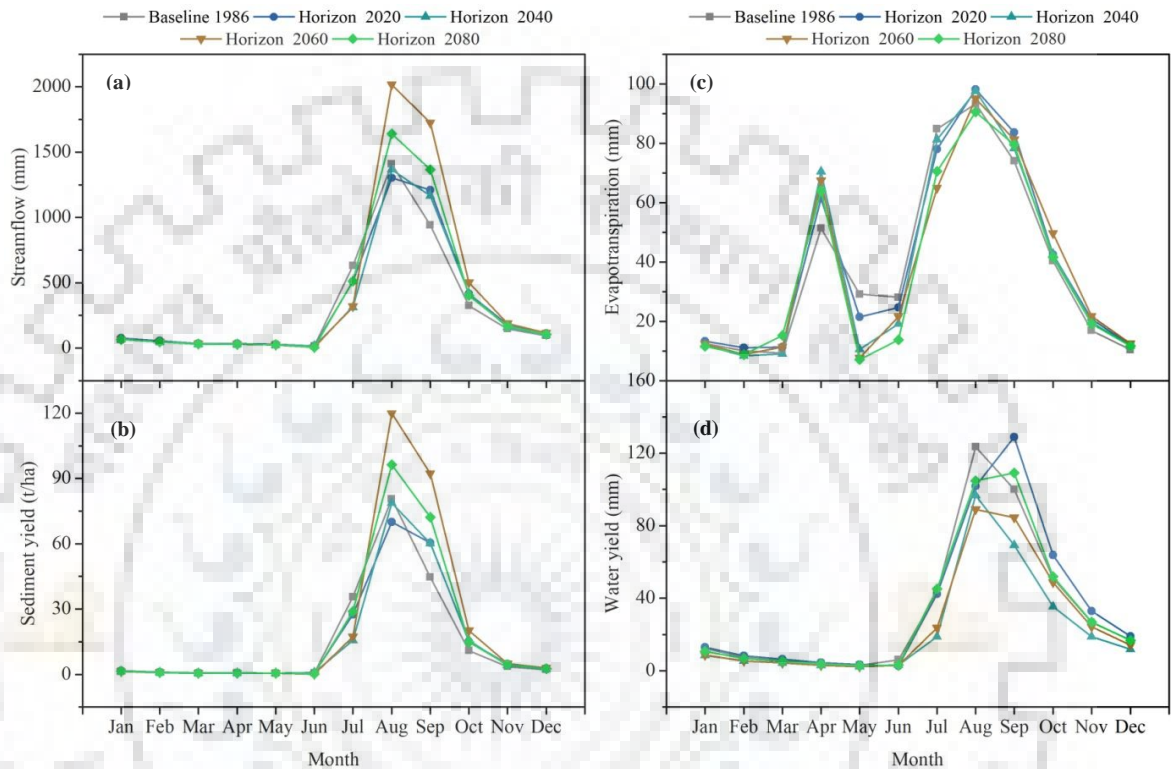 Baseline 1986 Horizon 2020 Horizon 2040
Horizon 2060 Horizon 2080
Baseline 1986 Horizon 2020 Horizon 2040
Horizon 2060 Horizon 2080
(a)
Streamflow (mm)
2000
1500
1000
500
0
(c)
Evapotranspiration (mm)
100
80
60
40
20
(b)
Sediment yield (t/ha)
120
90
60
30
0
Jan Feb Mar Apr May Jun Jul Aug Sep Oct Nov Dec
Month
(d)
Water yield (mm)
160
120
80
40
0
Jan Feb Mar Apr May Jun Jul Aug Sep Oct Nov Dec
Month